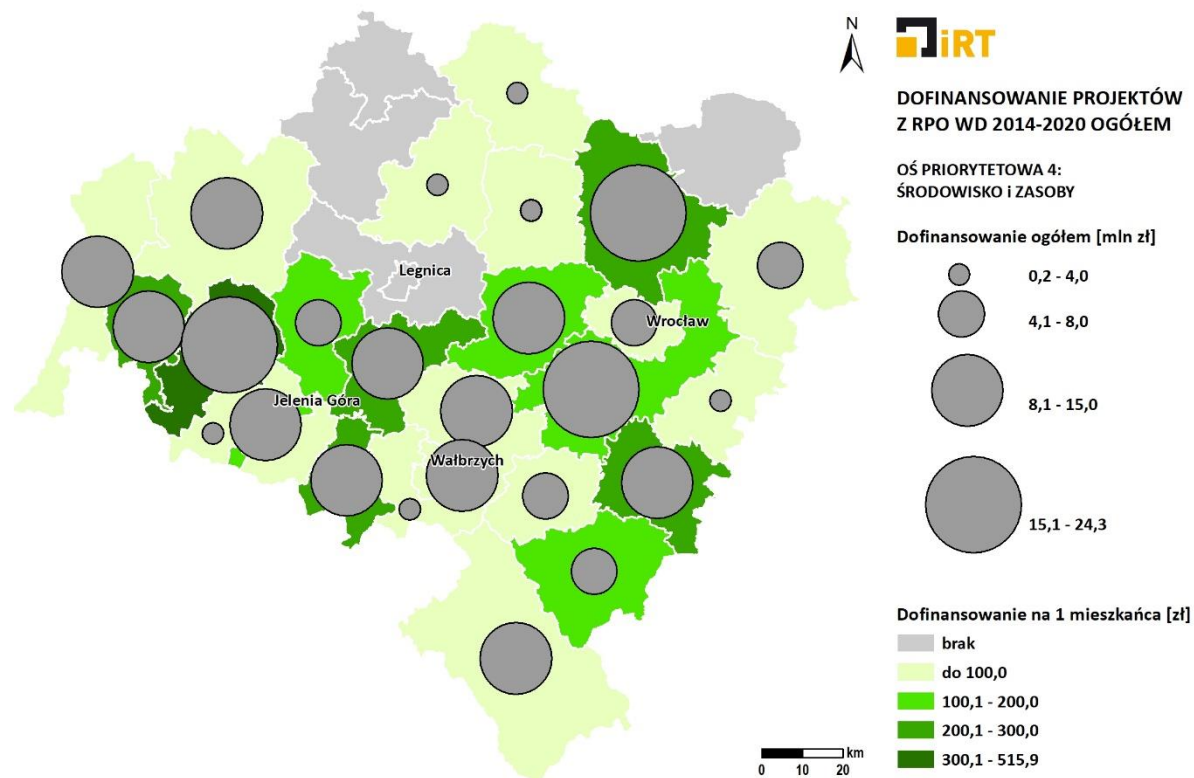 N
iRT
DOFINANSOWANIE PROJEKTÓW
Z RPO WD 2014-2020 OGÓŁEM
OŚ PRIORYTETOWA 4:
ŚRODOWISKO i ZASOBY
Dofinansowanie ogółem [mln zł]
0,2 - 4,0
4,1 - 8,0
8,1 - 15,0
15,1 - 24,3
Dofinansowanie na 1 mieszkańca [zł]
brak
do 100,0
100,1 - 200,0
200,1 - 300,0
300,1 - 515,9
Legnica
Wrocław
Jelenia Góra
Wałbrzych
km
0 10 20